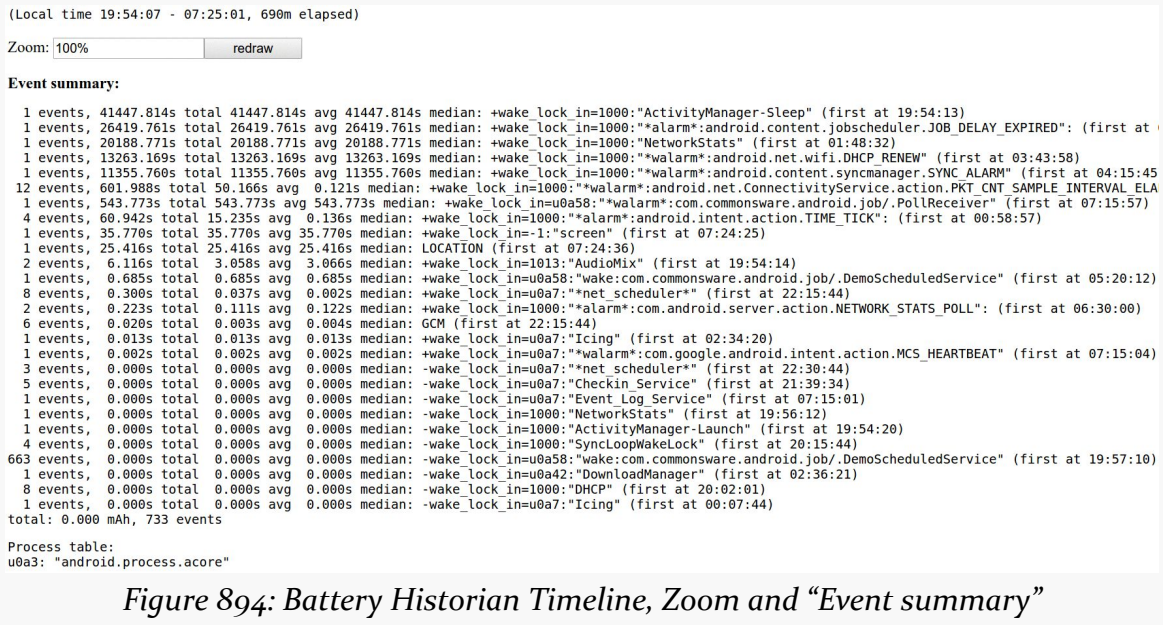 (Local time 19:54:07 - 07:25:01, 690m elapsed)
Zoom: 100% redraw
Event summary:
1 events, 41447.814s total 41447.814s avg 41447.814s median: +wake_lock_in=1000:"ActivityManager-Sleep" (first at 19:54:13)
1 events, 26419.761s total 26419.761s avg 26419.761s median: +wake_lock_in=1000:"*alarm*:android.content.jobscheduler.JOB_DELAY_EXPIRED": (first at
1 events, 20188.771s total 20188.771s avg 20188.771s median: +wake_lock_in=1000:"NetworkStats" (first at 01:48:32)
1 events, 13263.169s total 13263.169s avg 13263.169s median: +wake_lock_in=1000:"*walarm*:android.net.wifi.DHCP_RENEW" (first at 03:43:58)
1 events, 11355.760s total 11355.760s avg 11355.760s median: +wake_lock_in=1000:"*walarm*:android.content.syncmanager.SYNC_ALARM" (first at 04:15:45
12 events, 601.988s total 50.166s avg 0.121s median: +wake_lock_in=1000:"*walarm*:android.net.ConnectivityService.action.PKT_CNT_SAMPLE_INTERVAL_ELA
1 events, 543.773s total 543.773s avg 543.773s median: +wake_lock_in=u0a58:"*walarm*:com.commonsware.android.job/.PollReceiver" (first at 07:15:57)
4 events, 60.942s total 15.235s avg 0.136s median: +wake_lock_in=1000:"*alarm*:android.intent.action.TIME_TICK": (first at 00:58:57)
1 events, 35.770s total 35.770s avg 35.770s median: +wake_lock_in=-1:"screen" (first at 07:24:25)
1 events, 25.416s total 25.416s avg 25.416s median: LOCATION (first at 07:24:36)
2 events, 6.116s total 3.058s avg 3.066s median: +wake_lock_in=1013:"AudioMix" (first at 19:54:14)
1 events, 0.685s total 0.685s avg 0.685s median: +wake_lock_in=u0a58:"wake:com.commonsware.android.job/.DemoScheduledService" (first at 05:20:12)
8 events, 0.300s total 0.037s avg 0.002s median: +wake_lock_in=u0a7:"*net_scheduler*" (first at 22:15:44)
2 events, 0.223s total 0.111s avg 0.122s median: +wake_lock_in=1000:"*alarm*:com.android.server.action.NETWORK_STATS_POLL": (first at 06:30:00)
6 events, 0.020s total 0.003s avg 0.004s median: GCM (first at 22:15:44)
1 events, 0.013s total 0.013s avg 0.013s median: +wake_lock_in=u0a7:"Icing" (first at 02:34:20)
1 events, 0.002s total 0.002s avg 0.002s median: +wake_lock_in=u0a7:"*walarm*:com.google.android.intent.action.MCS_HEARTBEAT" (first at 07:15:04)
3 events, 0.000s total 0.000s avg 0.000s median: -wake_lock_in=u0a7:"*net_scheduler*" (first at 22:30:44)
5 events, 0.000s total 0.000s avg 0.000s median: -wake_lock_in=u0a7:"Checkin_Service" (first at 21:39:34)
1 events, 0.000s total 0.000s avg 0.000s median: -wake_lock_in=u0a7:"Event_Log_Service" (first at 07:15:01)
1 events, 0.000s total 0.000s avg 0.000s median: -wake_lock_in=1000:"NetworkStats" (first at 19:56:12)
1 events, 0.000s total 0.000s avg 0.000s median: -wake_lock_in=1000:"ActivityManager-Launch" (first at 19:54:20)
4 events, 0.000s total 0.000s avg 0.000s median: -wake_lock_in=1000:"SyncLoopWakeLock" (first at 20:15:44)
663 events, 0.000s total 0.000s avg 0.000s median: -wake_lock_in=u0a58:"wake:com.commonsware.android.job/.DemoScheduledService" (first at 19:57:10)
1 events, 0.000s total 0.000s avg 0.000s median: -wake_lock_in=u0a42:"DownloadManager" (first at 02:36:21)
8 events, 0.000s total 0.000s avg 0.000s median: -wake_lock_in=1000:"DHCP" (first at 20:02:01)
1 events, 0.000s total 0.000s avg 0.000s median: -wake_lock_in=u0a7:"Icing" (first at 00:07:44)
total: 0.000 mAh, 733 events
Process table:
u0a3: "android.process.acore"
Figure 894: Battery Historian Timeline, Zoom and “Event summary”